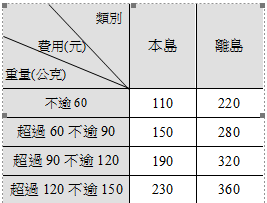 類別
費用(元)
重量(公克)
本島 離島
不逾 60 110 220
超過 60 不逾 90 150 280
超過 90 不逾 120 190 320
超過 120 不逾 150 230 360